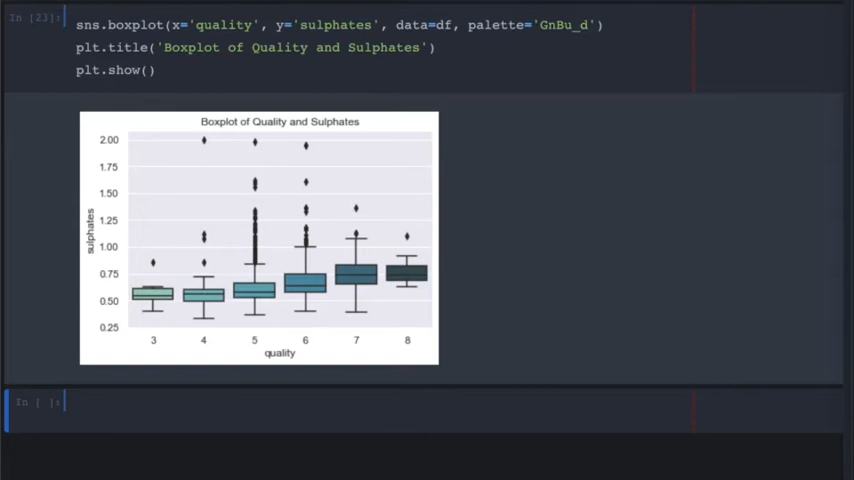 In [23]:
sns.boxplot(x='quality', y='sulphates', data=df, palette='GnBu_d')
plt.title('Boxplot of Quality and Sulphates')
plt.show()
Boxplot of Quality and Sulphates
2.00
1.75
1.50
1.25
1.00
0.75
0.50
0.25
sulphates
3 4 5 6 7 8
quality
In [ ]: